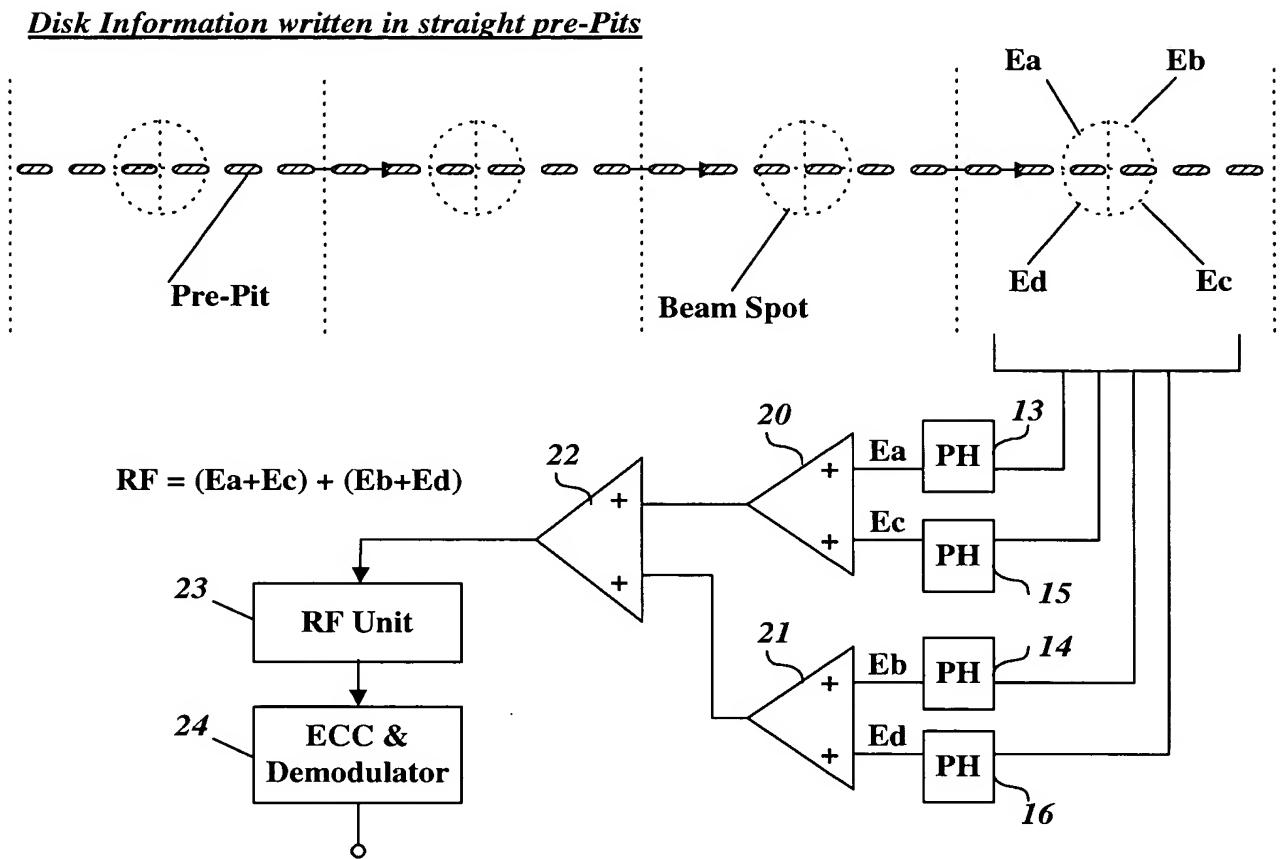 Disk Information written in straight pre-Pits
Ea
Eb
Pre-Pit
Beam Spot
Ed
Ec
13
20
Ea
PH
22
RF = (Ea+Ec) + (Eb+Ed)
+
+
Ec
+
PH
+
15
23
RF Unit
21
Eb
PH
14
+
24
ECC &
Demodulator
Ed
+
PH
16